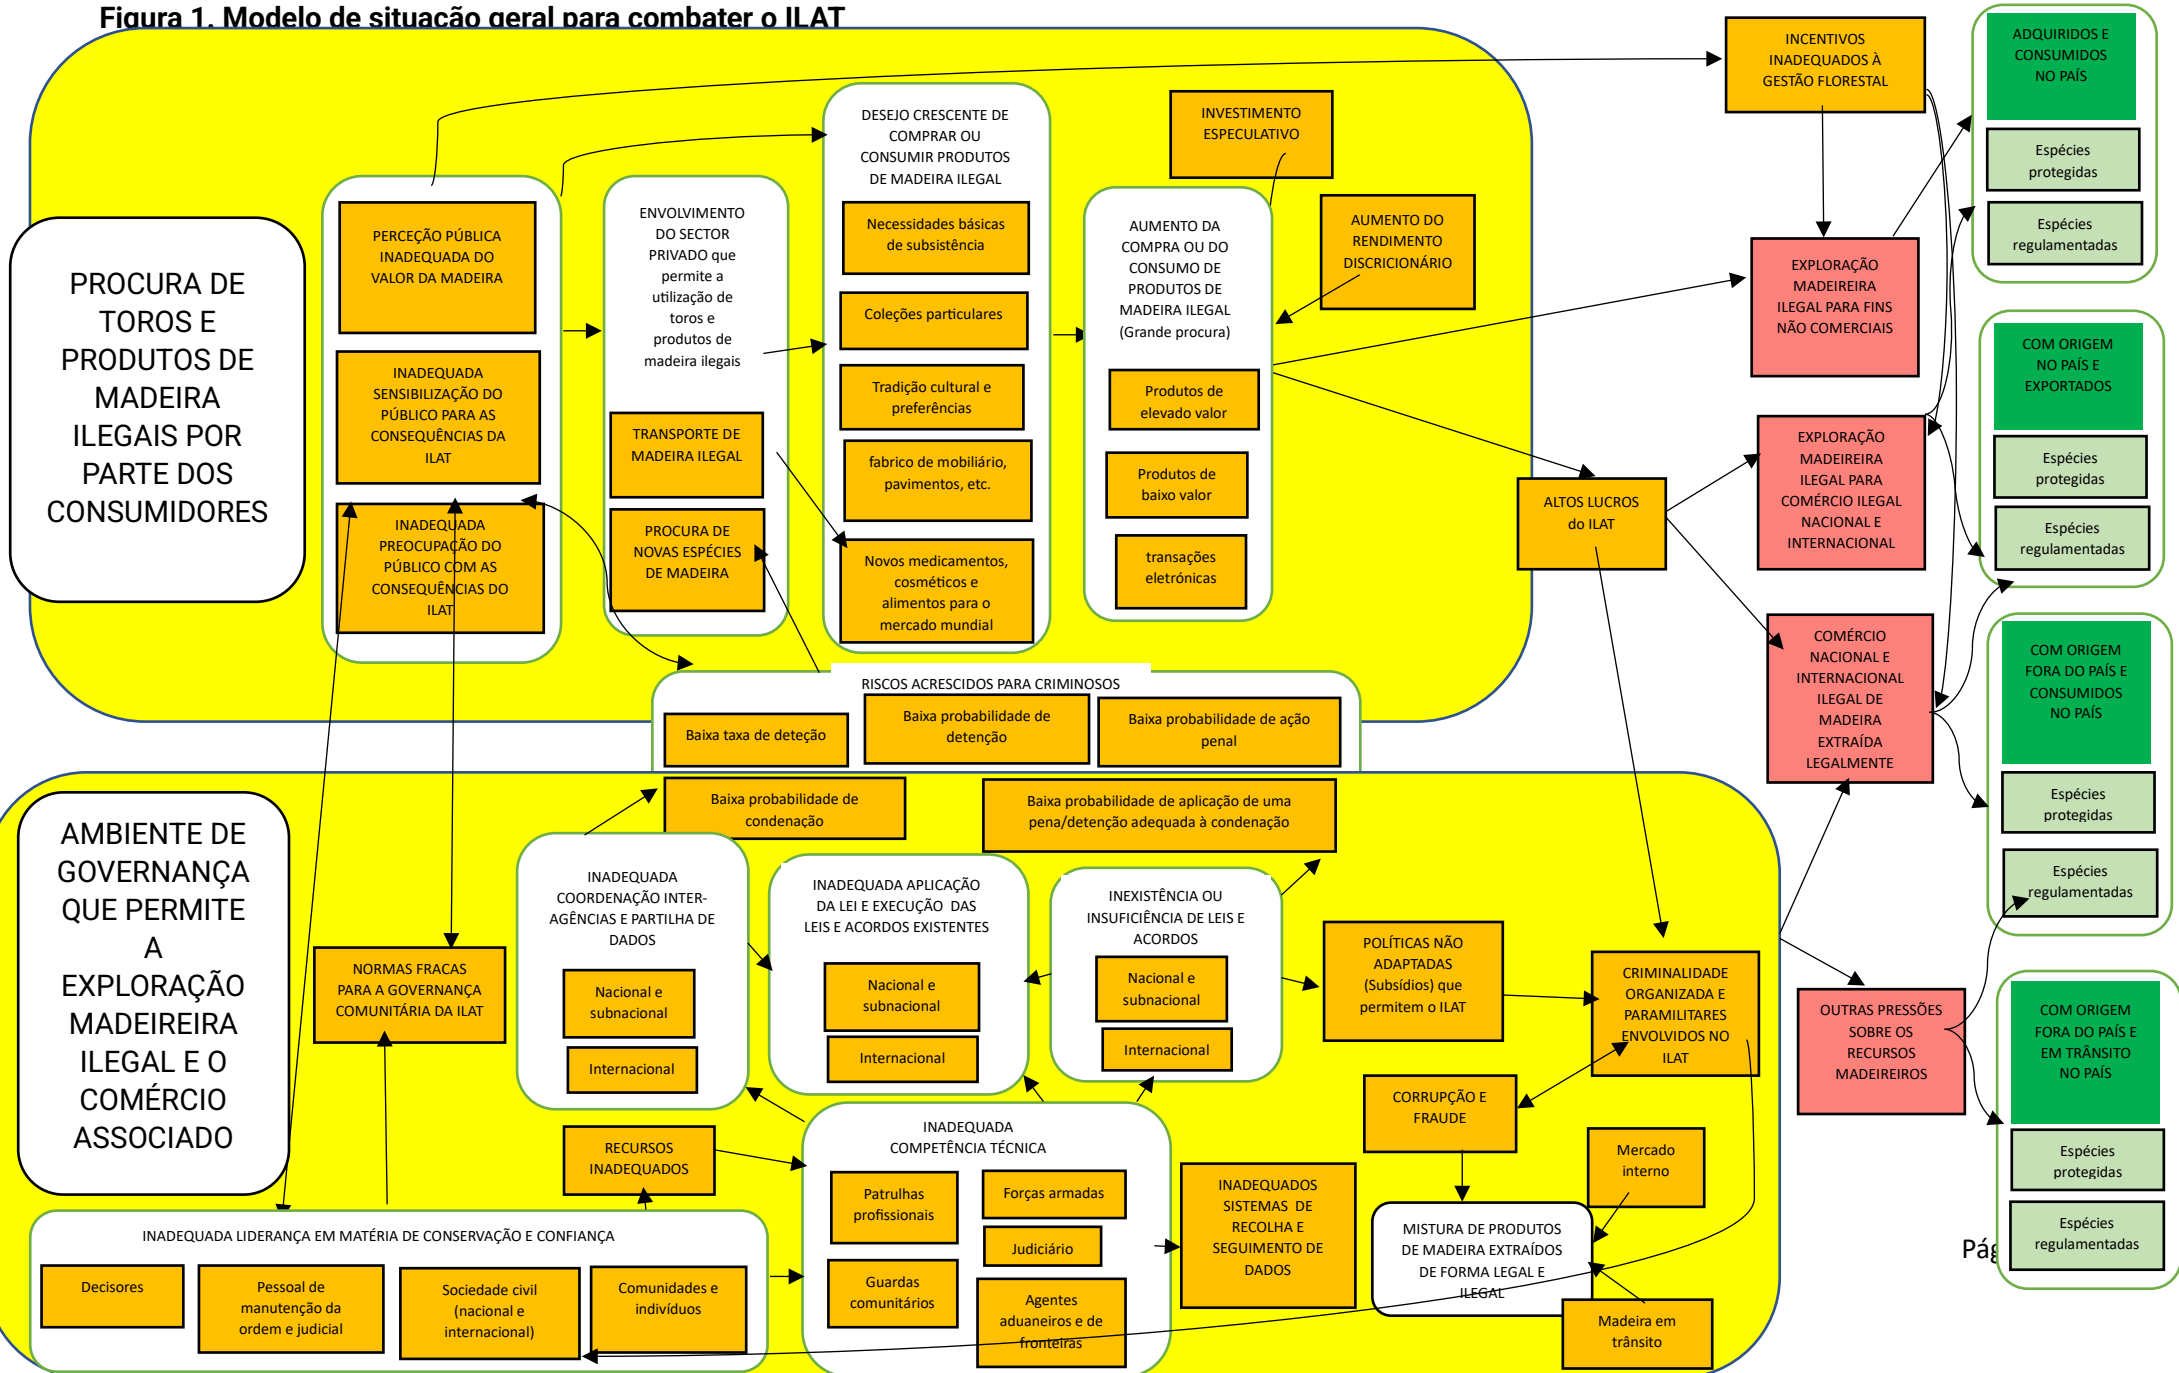 Figura 1. Modelo de situação geral para combater o ILAT
PROCURA DE
TOROS E
PRODUTOS DE
MADEIRA
ILEGAIS POR
PARTE DOS
CONSUMIDORES
PERCEÇÃO PÚBLICA
INADEQUADA DO
VALOR DA MADEIRA
INADEQUADA
SENSIBILIZAÇÃO DO
PÚBLICO PARA AS
CONSEQUÊNCIAS DA
ILAT
INADEQUADA
PREOCUPAÇÃO DO
PÚBLICO COM AS
CONSEQUÊNCIAS DO
ILAT
ENVOLVIMENTO
DO SECTOR
PRIVADO que
permite a
utilização de
toros e
produtos de
madeira ilegais
TRANSPORTE DE
MADEIRA ILEGAL
PROCURA DE
NOVAS ESPÉCIES
DE MADEIRA
DESEJO CRESCENTE DE
COMPRAR OU
CONSUMIR PRODUTOS
DE MADEIRA ILEGAL
Necessidades básicas
de subsistência
Coleções particulares
Tradição cultural e
preferências
fabrico de mobiliário,
pavimentos, etc.
Novos medicamentos,
cosméticos e
alimentos para o
mercado mundial
INVESTIMENTO
ESPECULATIVO
AUMENTO DA
COMPRA OU DO
CONSUMO DE
PRODUTOS DE
MADEIRA ILEGAL
(Grande procura)
Produtos de
elevado valor
Produtos de
baixo valor
transações
eletrónicas
AUMENTO DO
RENDIMENTO
DISCRICIONÁRIO
ALTOS LUCROS
do ILAT
INCENTIVOS
INADEQUADOS À
GESTÃO FLORESTAL
EXPLORAÇÃO
MADEIREIRA
ILEGAL PARA FINS
NÃO COMERCIAIS
EXPLORAÇÃO
MADEIREIRA
ILEGAL PARA
COMÉRCIO ILEGAL
NACIONAL E
INTERNACIONAL
COMÉRCIO
NACIONAL E
INTERNACIONAL
ILEGAL DE
MADEIRA
EXTRAÍDA
LEGALMENTE
OUTRAS PRESSÕES
SOBRE OS
RECURSOS
MADEIREIROS
ADQUIRIDOS E
CONSUMIDOS
NO PAÍS
Espécies
protegidas
Espécies
regulamentadas
COM ORIGEM
NO PAÍS E
EXPORTADOS
Espécies
protegidas
Espécies
regulamentadas
COM ORIGEM
FORA DO PAÍS E
CONSUMIDOS
NO PAÍS
Espécies
protegidas
Espécies
regulamentadas
COM ORIGEM
FORA DO PAÍS E
EM TRÂNSITO
NO PAÍS
Espécies
protegidas
Espécies
regulamentadas
RISCOS ACRESCIDOS PARA CRIMINOSOS
Baixa taxa de deteção
Baixa probabilidade de
detenção
Baixa probabilidade de ação
penal
Baixa probabilidade de
condenação
Baixa probabilidade de aplicação de uma
pena/detenção adequada à condenação
AMBIENTE DE
GOVERNANÇA
QUE PERMITE
A
EXPLORAÇÃO
MADEIREIRA
ILEGAL E O
COMÉRCIO
ASSOCIADO
NORMAS FRACAS
PARA A GOVERNANÇA
COMUNITÁRIA DA ILAT
INADEQUADA
COORDENAÇÃO INTER-
AGÊNCIAS E PARTILHA DE
DADOS
Nacional e
subnacional
Internacional
INADEQUADA APLICAÇÃO
DA LEI E EXECUÇÃO DAS
LEIS E ACORDOS EXISTENTES
Nacional e
subnacional
Internacional
INEXISTÊNCIA OU
INSUFICIÊNCIA DE LEIS E
ACORDOS
Nacional e
subnacional
Internacional
POLÍTICAS NÃO
ADAPTADAS
(Subsídios) que
permitem o ILAT
CRIMINALIDADE
ORGANIZADA E
PARAMILITARES
ENVOLVIDOS NO
ILAT
CORRUPÇÃO E
FRAUDE
RECURSOS
INADEQUADOS
INADEQUADA
COMPETÊNCIA TÉCNICA
Patrulhas
profissionais
Forças armadas
Judiciário
Guardas
comunitários
Agentes
aduaneiros e de
fronteiras
INADEQUADOS
SISTEMAS DE
RECOLHA E
SEGUIMENTO DE
DADOS
Mercado
interno
MISTURA DE PRODUTOS
DE MADEIRA EXTRAÍDOS
DE FORMA LEGAL E
ILEGAL
Madeira em
trânsito
INADEQUADA LIDERANÇA EM MATÉRIA DE CONSERVAÇÃO E CONFIANÇA
Decisores
Pessoal de
manutenção da
ordem e judicial
Sociedade civil
(nacional e
internacional)
Comunidades e
indivíduos